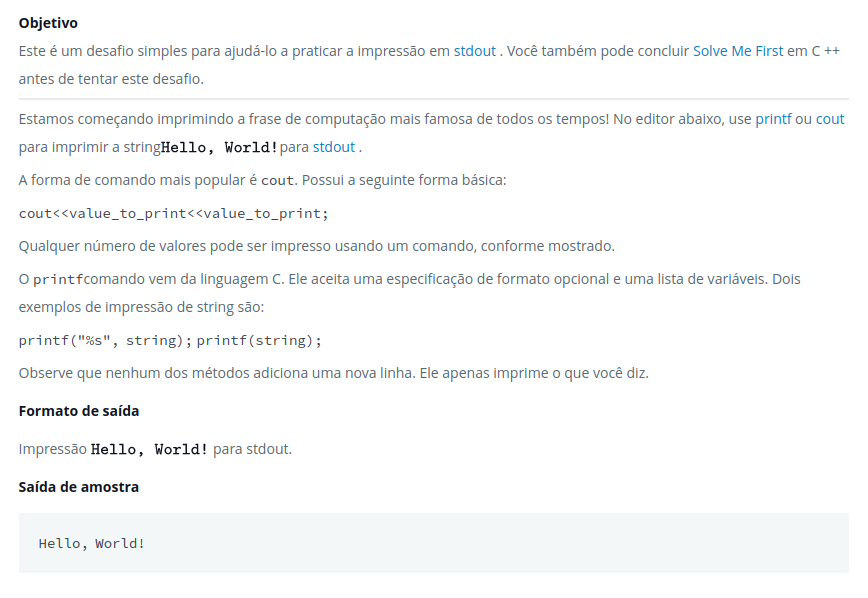 Objetivo
Este é um desafio simples para ajudá-lo a praticar a impressão em stdout . Você também pode concluir Solve Me First em C ++
antes de tentar este desafio.
Estamos começando imprimindo a frase de computação mais famosa de todos os tempos! No editor abaixo, use printf ou cout
para imprimir a stringHello, World!para stdout .
A forma de comando mais popular é cout. Possui a seguinte forma básica:
cout<<value_to_print<<value_to_print;
Qualquer número de valores pode ser impresso usando um comando, conforme mostrado.
O printfcomando vem da linguagem C. Ele aceita uma especificação de formato opcional e uma lista de variáveis. Dois
exemplos de impressão de string são:
printf("%s", string); printf(string);
Observe que nenhum dos métodos adiciona uma nova linha. Ele apenas imprime o que você diz.
Formato de saída
Impressão Hello, World! para stdout.
Saída de amostra
Hello, World!